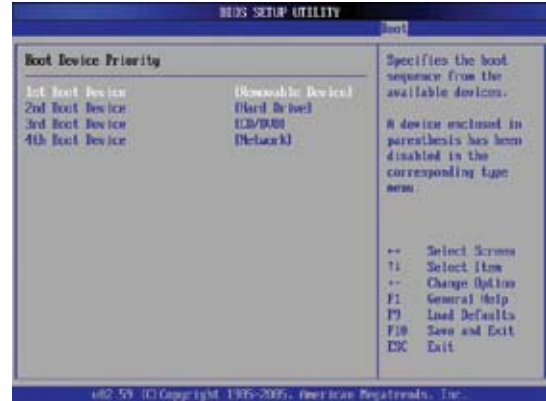 BIOS SETUP UTILITY
Boot
Boot Device Priority
1st Boot Device [Removable Device]
2nd Boot Device [Hard Drive]
3rd Boot Device [CD/DVD]
4th Boot Device [Network]
Specifies the boot
sequence from the
available devices.
A device enclosed in
parenthesis has been
disabled in the
corresponding type
menu.
↔ Select Screen
↑↓ Select Item
+- Change Option
F1 General Help
F9 Load Defaults
F10 Save and Exit
ESC Exit
v02.59 (C)Copyright 1985-2005, American Megatrends, Inc.